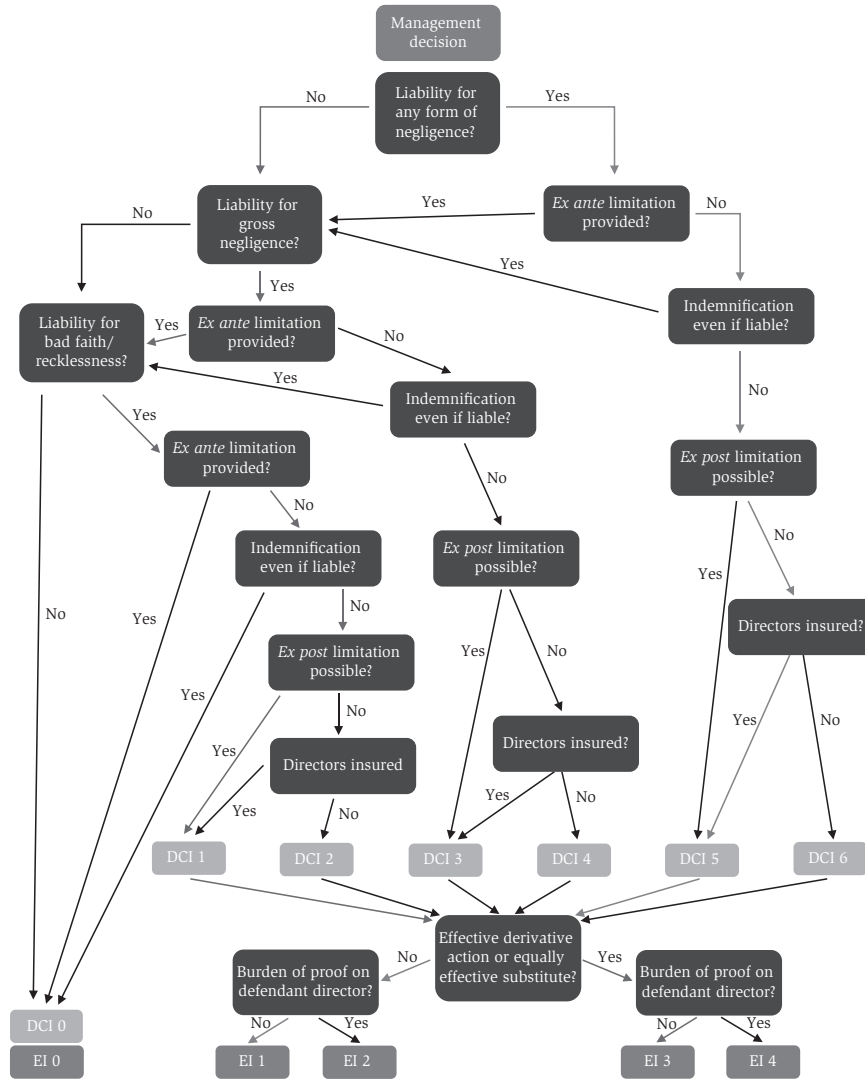 Management
decision
Liability for
any form of
negligence?
No
Yes
Liability for
gross
negligence?
Ex ante limitation
provided?
Yes
No
No
Yes
Yes
Indemnification
even if liable?
Liability for
bad faith/
recklessness?
Ex ante limitation
provided?
Yes
No
Yes
Indemnification
even if liable?
No
Yes
Ex ante limitation
provided?
No
Ex post limitation
possible?
No
Indemnification
even if liable?
Ex post limitation
possible?
No
Yes
No
Yes
No
Directors insured?
Ex post limitation
possible?
Yes
No
Yes
No
Directors insured?
Yes
No
Yes
Directors insured
Yes
No
Yes
No
DCI 1
DCI 2
DCI 3
DCI 4
DCI 5
DCI 6
Effective derivative
action or equally
effective substitute?
No
Yes
Burden of proof on
defendant director?
Burden of proof on
defendant director?
No
Yes
No
Yes
DCI 0
EI 0
EI 1
EI 2
EI 3
EI 4